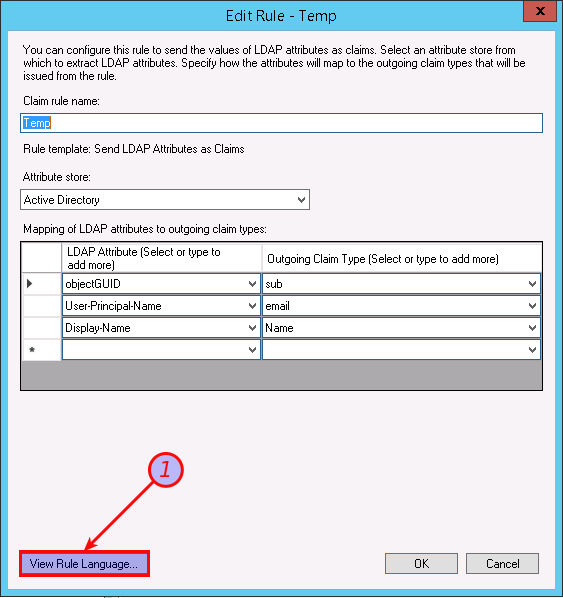 Edit Rule - Temp
X
You can configure this rule to send the values of LDAP attributes as claims. Select an attribute store from
which to extract LDAP attributes. Specify how the attributes will map to the outgoing claim types that will be
issued from the rule.
Claim rule name:
Temp
Rule template: Send LDAP Attributes as Claims
Attribute store:
Active Directory
Mapping of LDAP attributes to outgoing claim types:
LDAP Attribute (Select or type to
add more)
Outgoing Claim Type (Select or type to add more)
objectGUID sub
User-Principal-Name email
Display-Name Name
*
1
View Rule Language... OK Cancel